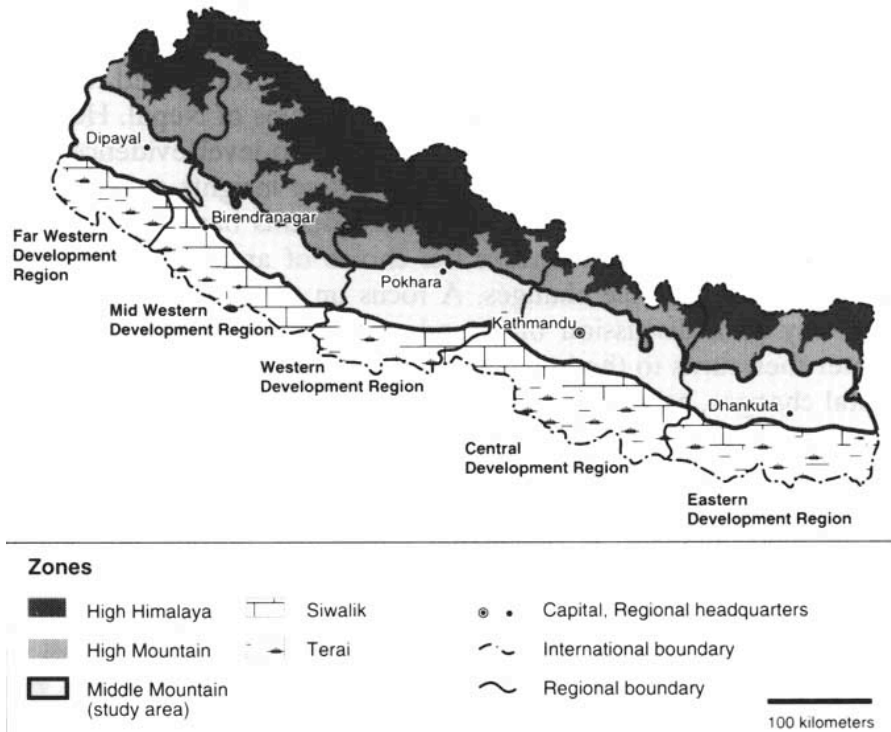 Dipayal
Birendranagar
Far Western
Development
Region
Pokhara
Mid Western
Development Region
Kathmandu
Western
Development Region
Dhankuta
Central
Development Region
Eastern
Development Region
Zones
High Himalaya
Siwalik
Capital, Regional headquarters
High Mountain
Terai
International boundary
Middle Mountain
(study area)
Regional boundary
100 kilometers